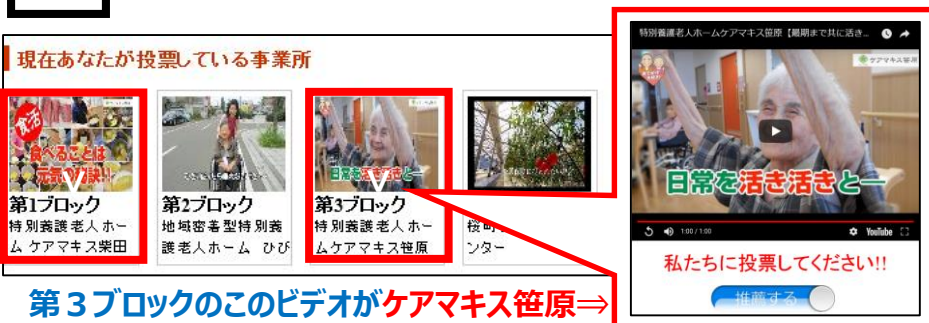 現在あなたが投票している事業所
食活
食べることは
元気の秘訣!!
第1ブロック
特別養護老人ホー
ム ケアマキス柴田
第2ブロック
地域密着型特別養
護老人ホーム ひび
日常を活き活きと―
第3ブロック
特別養護老人ホー
ムケアマキス笹原
桜町
ンター
特別養護老人ホームケアマキス笹原【最期まで共に活き...
ケアマキス笹原
日常を活き活きと―
1:00 / 1:00
YouTube
私たちに投票してください!!
推薦する
第３ブロックのこのビデオがケアマキス笹原⇒